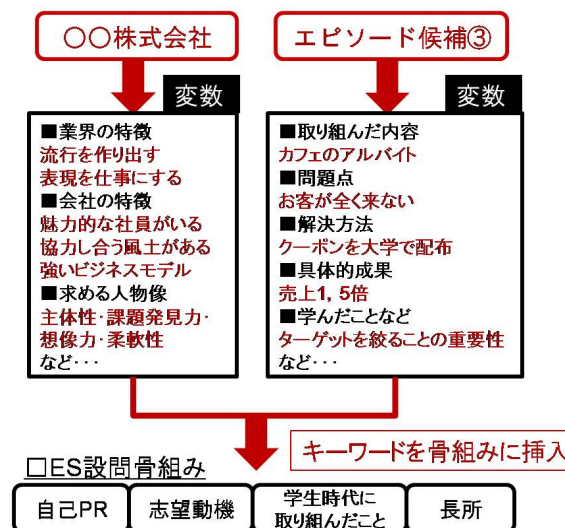 〇〇株式会社
エピソード候補③
変数
■業界の特徴
流行を作り出す
表現を仕事にする
■会社の特徴
魅力的な社員がいる
協力し合う風土がある
強いビジネスモデル
■求める人物像
主体性・課題発見力・
想像力・柔軟性
など・・・
変数
■取り組んだ内容
カフェのアルバイト
■問題点
お客が全く来ない
■解決方法
クーポンを大学で配布
■具体的成果
売上1，5倍
■学んだことなど
ターゲットを絞ることの重要性
など・・・
キーワードを骨組みに挿入
□ES設問骨組み
自己PR
志望動機
学生時代に
取り組んだこと
長所